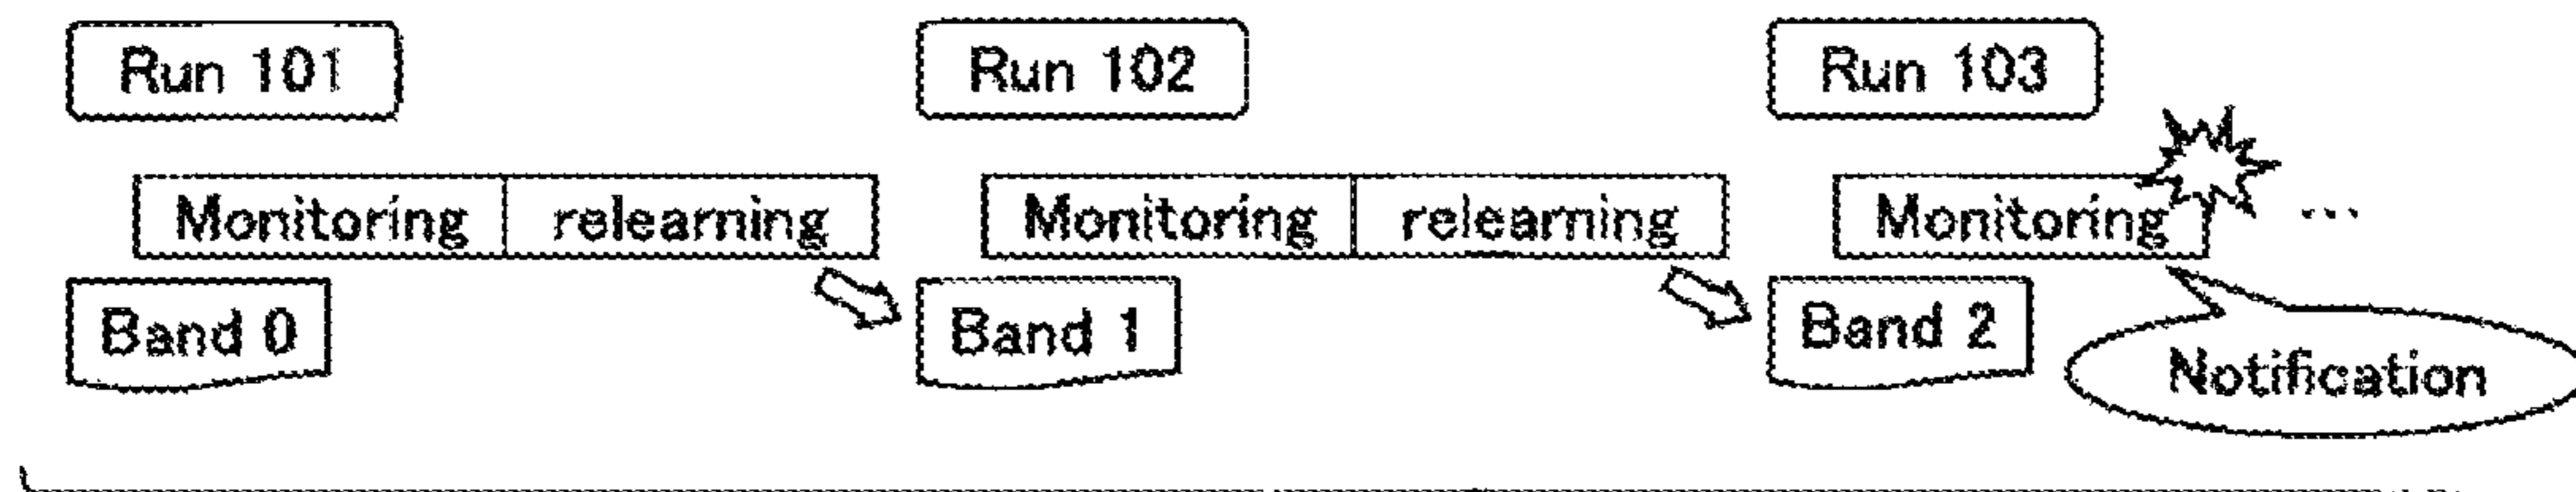 Run 101 Run 102 Run 103
Monitoring relearning Monitoring relearning Monitoring ...
Band 0 Band 1 Band 2
Notification